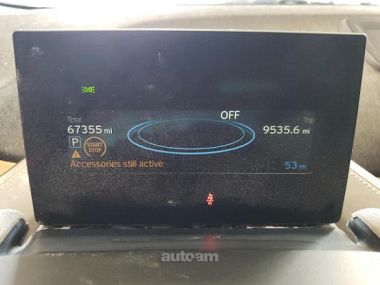 OFF
Total
Trip
67355 mi
9535.6 mi
P
START
STOP
Accessories still active
53 mi
autoam